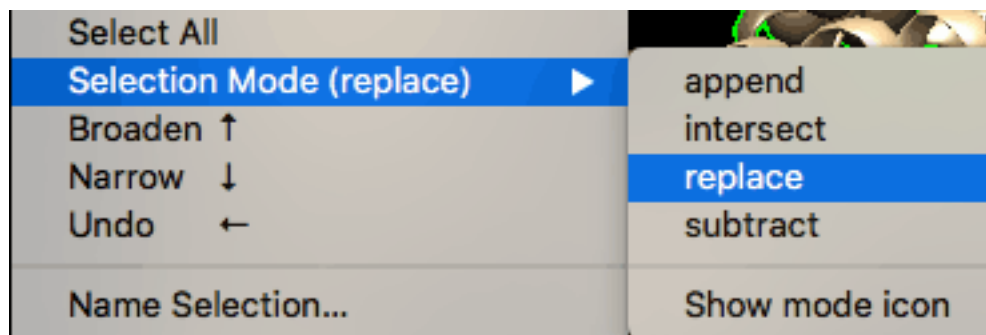 Select All
Selection Mode (replace) ▶
Broaden ↑
Narrow ↓
Undo ←
Name Selection...
append
intersect
replace
subtract
Show mode icon